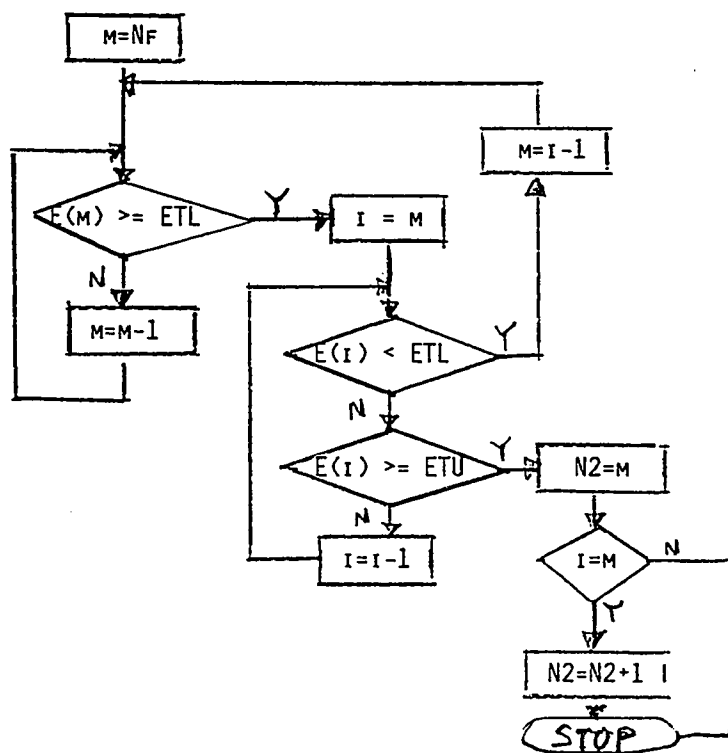 M=NF
M=I-1
E(M) >= ETL
Y
I = M
N
M=M-1
E(I) < ETL
Y
N
E(I) >= ETU
Y
N2=M
N
I=I-1
I=M
N
Y
N2=N2+1
STOP